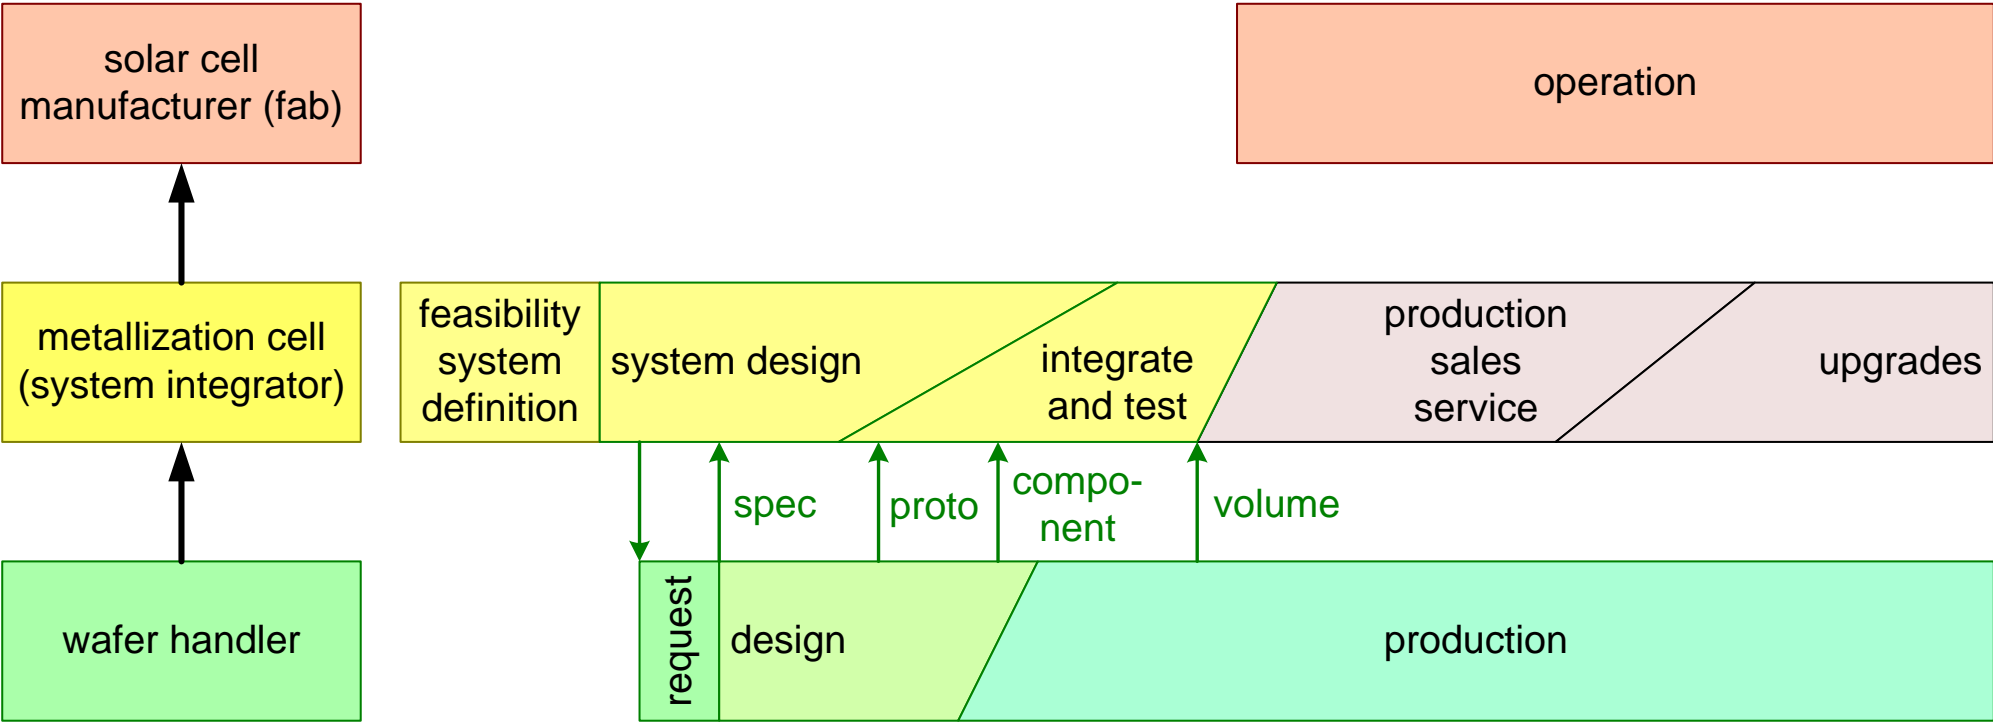 solar cell
manufacturer (fab)
operation
metallization cell
(system integrator)
feasibility
system
definition
system design
integrate
and test
production
sales
service
upgrades
spec
proto
compo-
nent
volume
wafer handler
request
design
production